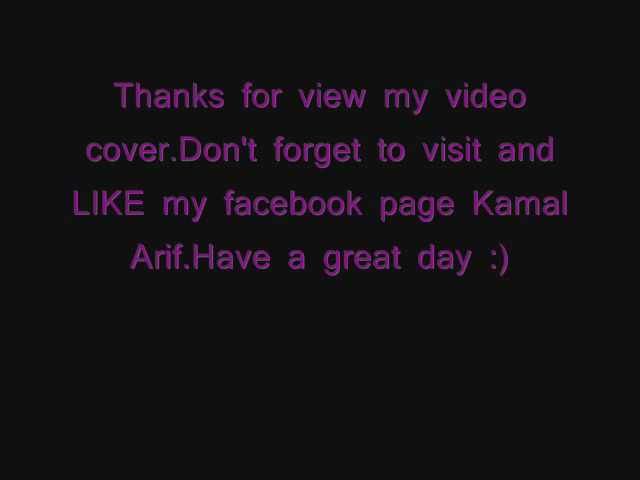 Thanks for view my video
cover.Don't forget to visit and
LIKE my facebook page Kamal
Arif.Have a great day :)